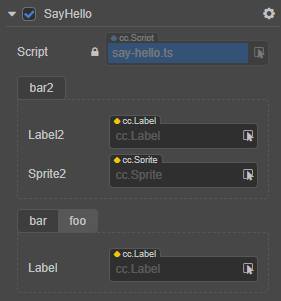 SayHello
cc.Script
Script say-hello.ts
bar2
cc.Label
Label2 cc.Label
cc.Sprite
Sprite2 cc.Sprite
bar foo
cc.Label
Label cc.Label